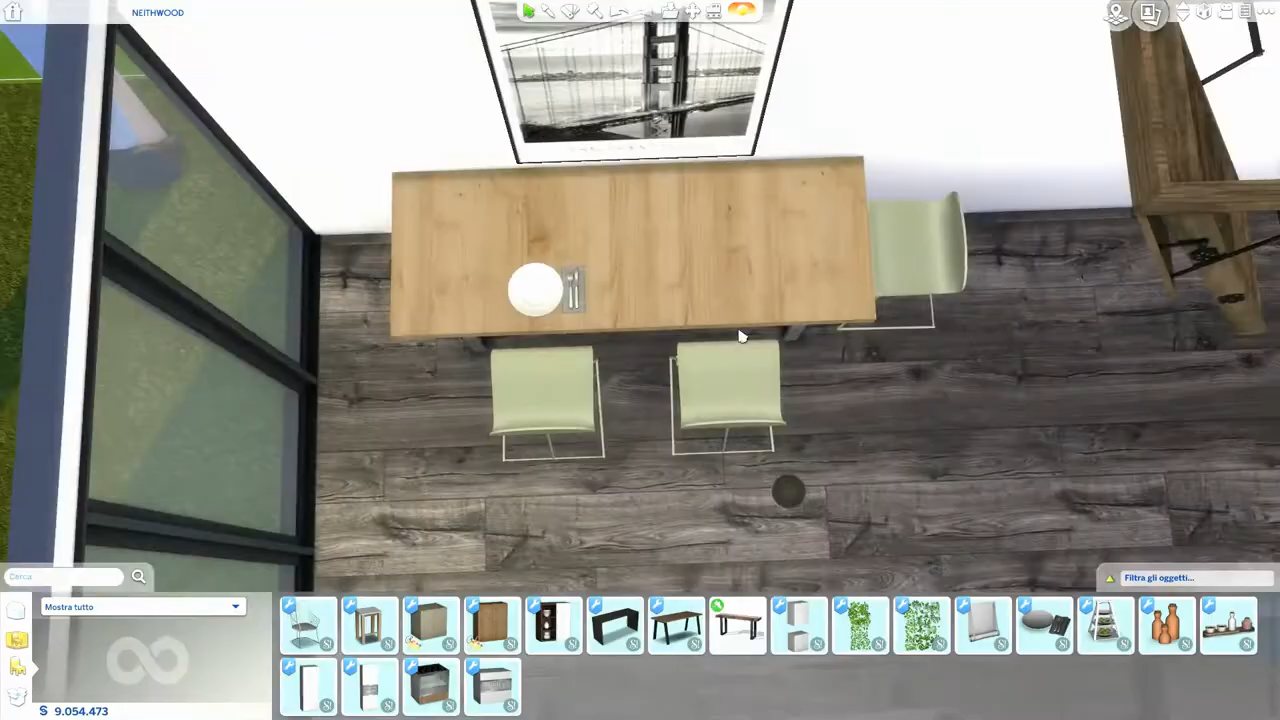 NEITHWOOD
Cerca
Filtra gli oggetti...
Mostra tutto
S 9.054.473